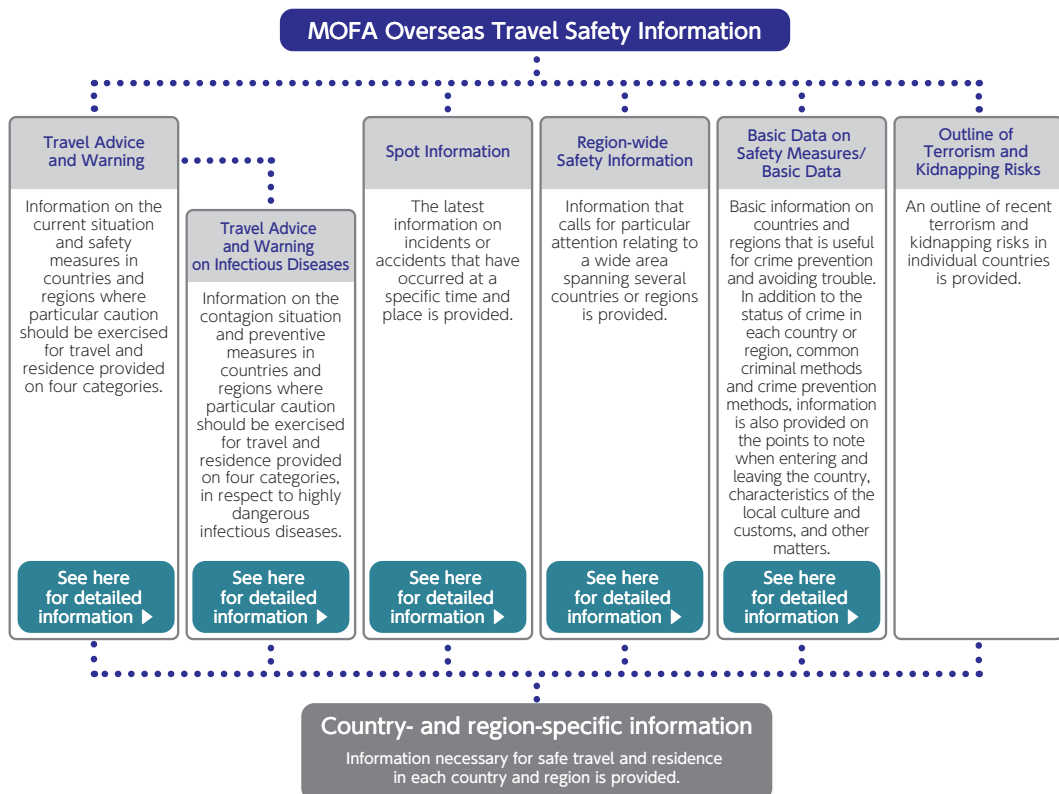 MOFA Overseas Travel Safety Information
Travel Advice
and Warning
Information on the
current situation
and safety
measures in
countries and
regions where
particular caution
should be exercised
for travel and
residence provided
on four categories.
See here
for detailed
information ▶
Travel Advice
and Warning
on Infectious Diseases
Information on the
contagion situation
and preventive
measures in
countries and
regions where
particular caution
should be exercised
for travel and
residence provided
on four categories,
in respect to highly
dangerous
infectious diseases.
See here
for detailed
information ▶
Spot Information
The latest
information on
incidents or
accidents that have
occurred at a
specific time and
place is provided.
See here
for detailed
information ▶
Region-wide
Safety Information
Information that
calls for particular
attention relating to
a wide area
spanning several
countries or regions
is provided.
See here
for detailed
information ▶
Basic Data on
Safety Measures/
Basic Data
Basic information on
countries and
regions that is useful
for crime prevention
and avoiding trouble.
In addition to the
status of crime in
each country or
region, common
criminal methods
and crime prevention
methods, information
is also provided on
the points to note
when entering and
leaving the country,
characteristics of the
local culture and
customs, and other
matters.
See here
for detailed
information ▶
Outline of
Terrorism and
Kidnapping Risks
An outline of recent
terrorism and
kidnapping risks in
individual countries
is provided.
Country- and region-specific information
Information necessary for safe travel and residence
in each country and region is provided.